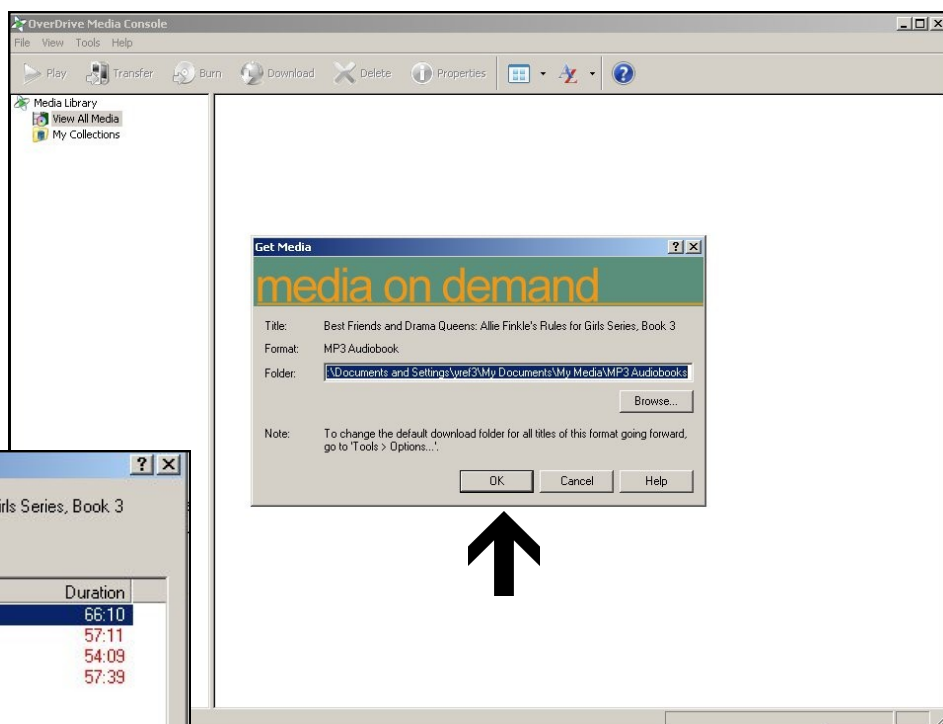 OverDrive Media Console
File View Tools Help
Play Transfer Burn Download Delete Properties
Media Library
View All Media
My Collections
Get Media
media on demand
Title: Best Friends and Drama Queens: Allie Finkle's Rules for Girls Series, Book 3
Format: MP3 Audiobook
Folder: :\Documents and Settings\yref3\My Documents\My Media\MP3 Audiobooks
Browse...
Note: To change the default download folder for all titles of this format going forward,
go to 'Tools > Options...'.
OK Cancel Help
irls Series, Book 3
Duration
66:10
57:11
54:09
57:39